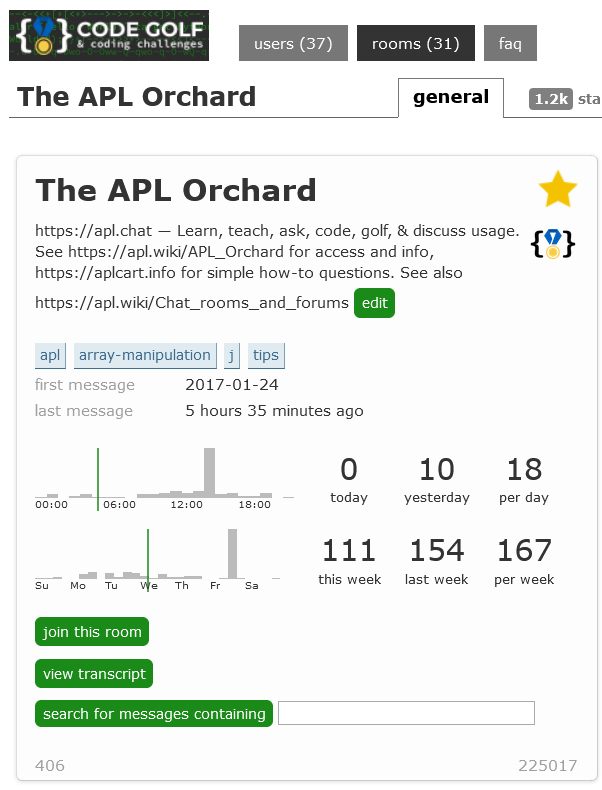 CODE GOLF
& coding challenges
users (37)
rooms (31)
faq
The APL Orchard
general
1.2k sta
The APL Orchard
https://apl.chat — Learn, teach, ask, code, golf, & discuss usage.
See https://apl.wiki/APL_Orchard for access and info,
https://aplcart.info for simple how-to questions. See also
https://apl.wiki/Chat_rooms_and_forums edit
apl array-manipulation j tips
first message 2017-01-24
last message 5 hours 35 minutes ago
00:00 06:00 12:00 18:00
0 10 18
today yesterday per day
Su Mo Tu We Th Fr Sa
111 154 167
this week last week per week
join this room
view transcript
search for messages containing
406 225017